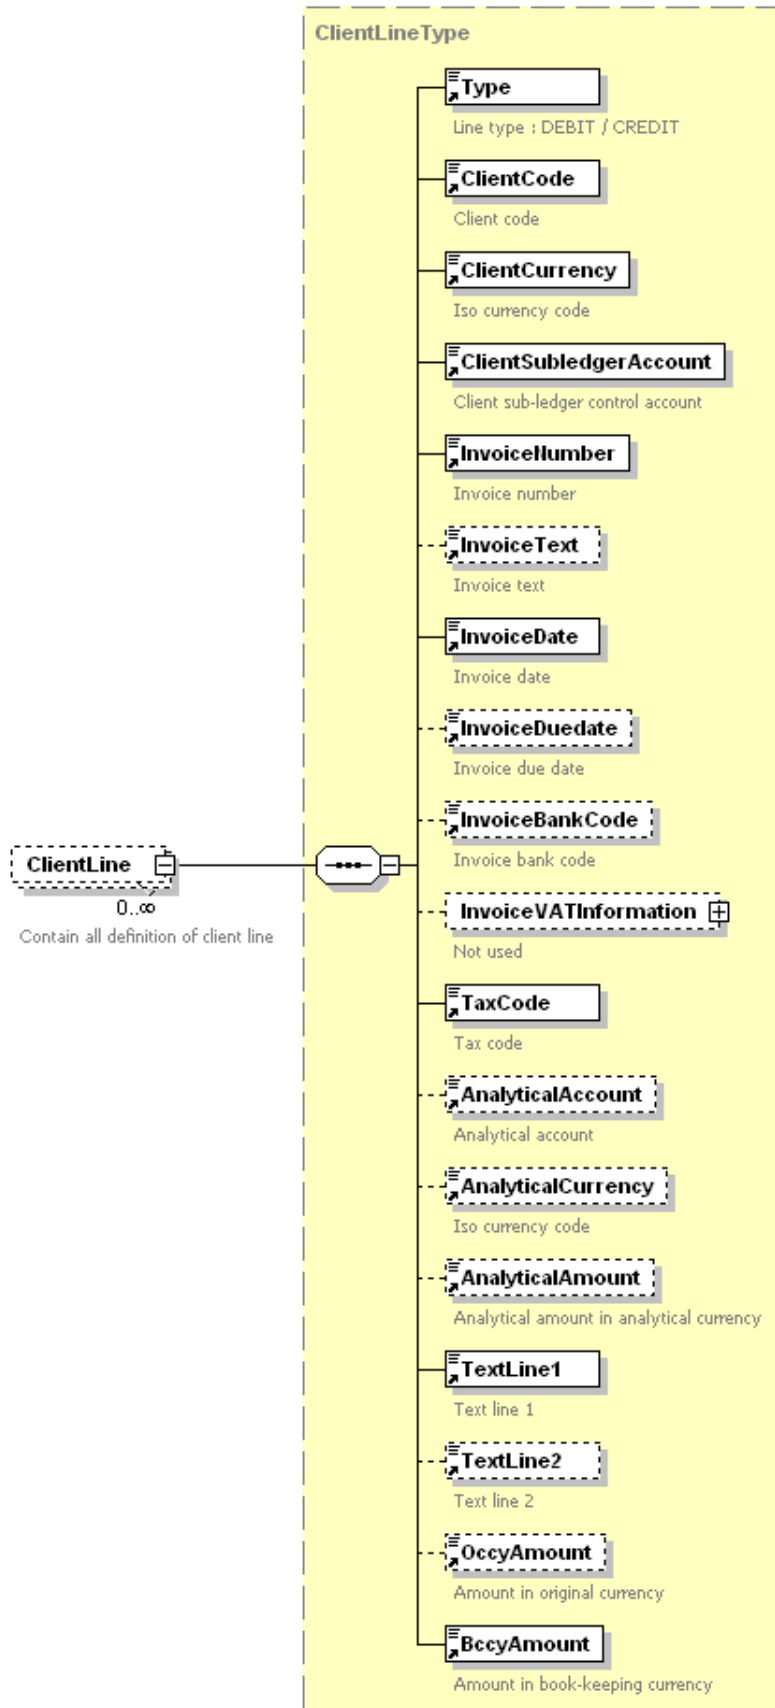 ClientLineType
Type
Line type : DEBIT / CREDIT
ClientCode
Client code
ClientCurrency
Iso currency code
ClientSubledgerAccount
Client sub-ledger control account
InvoiceNumber
Invoice number
InvoiceText
Invoice text
InvoiceDate
Invoice date
InvoiceDuedate
Invoice due date
InvoiceBankCode
Invoice bank code
ClientLine
0..∞
Contain all definition of client line
InvoiceVATInformation
Not used
TaxCode
Tax code
AnalyticalAccount
Analytical account
AnalyticalCurrency
Iso currency code
AnalyticalAmount
Analytical amount in analytical currency
TextLine1
Text line 1
TextLine2
Text line 2
OccyAmount
Amount in original currency
BccyAmount
Amount in book-keeping currency